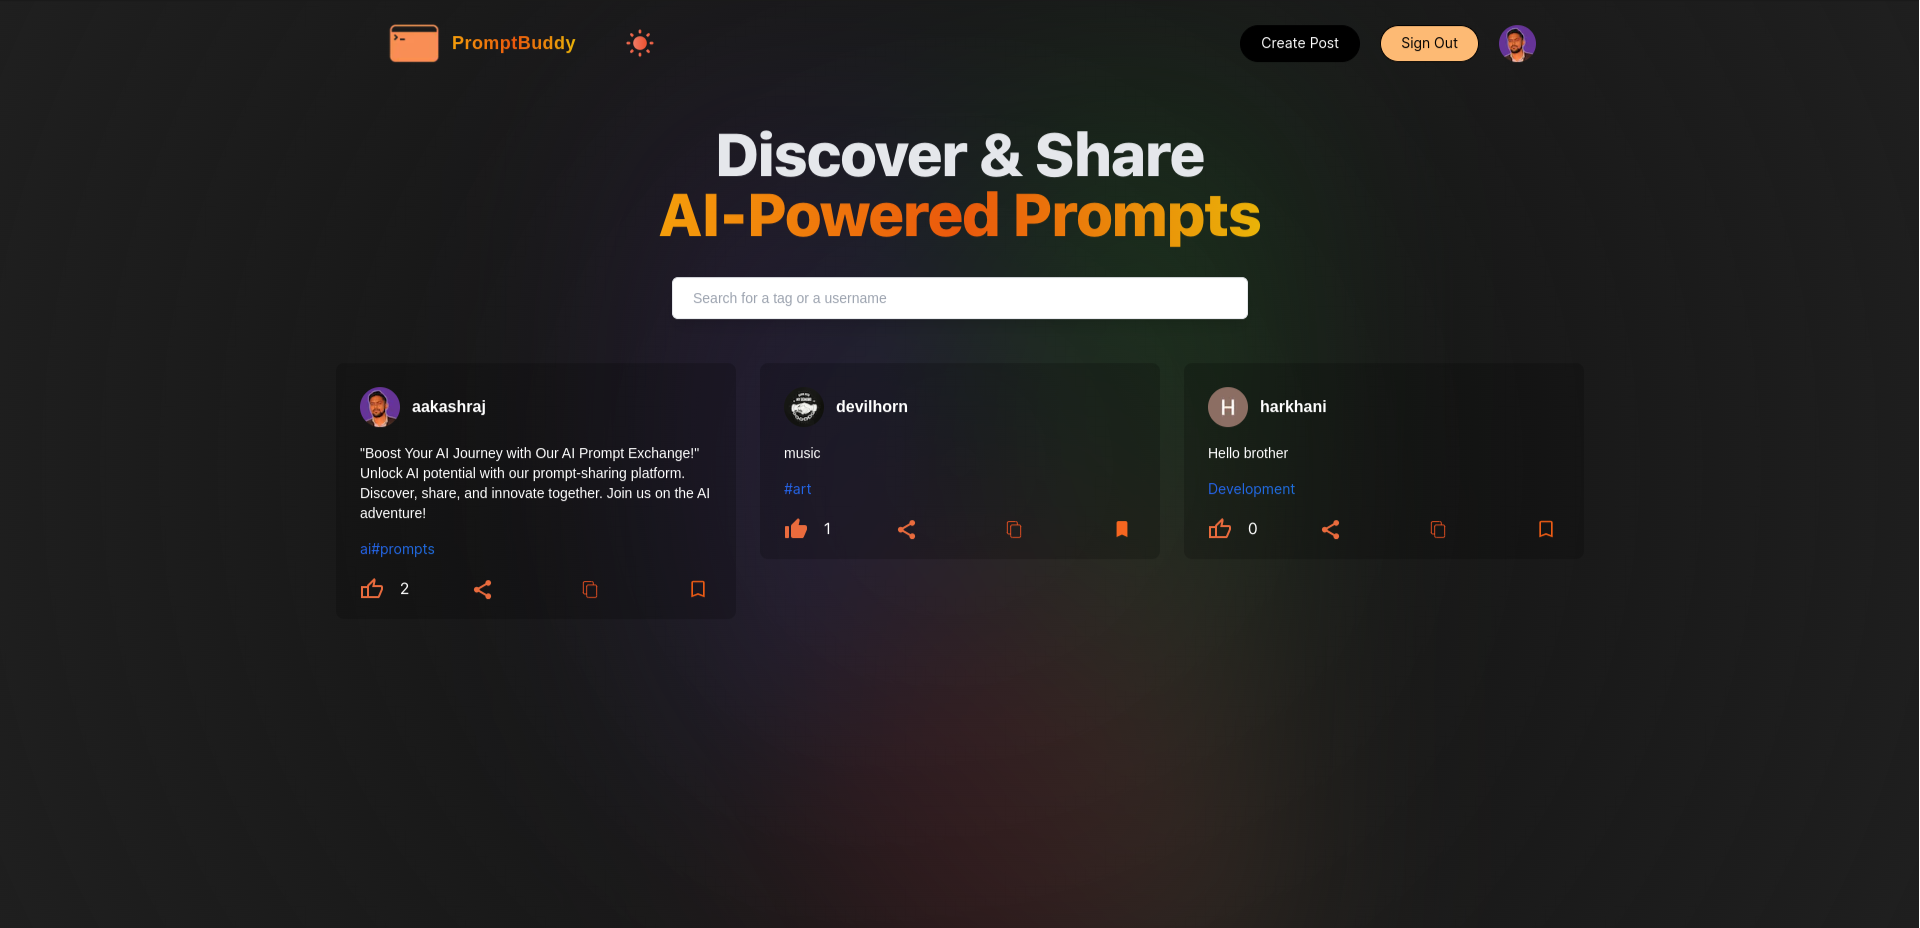 PromptBuddy
Create Post
Sign Out
Discover & Share
AI-Powered Prompts
Search for a tag or a username
aakashraj
"Boost Your AI Journey with Our AI Prompt Exchange!"
Unlock AI potential with our prompt-sharing platform.
Discover, share, and innovate together. Join us on the AI
adventure!
ai#prompts
2
devilhorn
music
#art
1
H
harkhani
Hello brother
Development
0